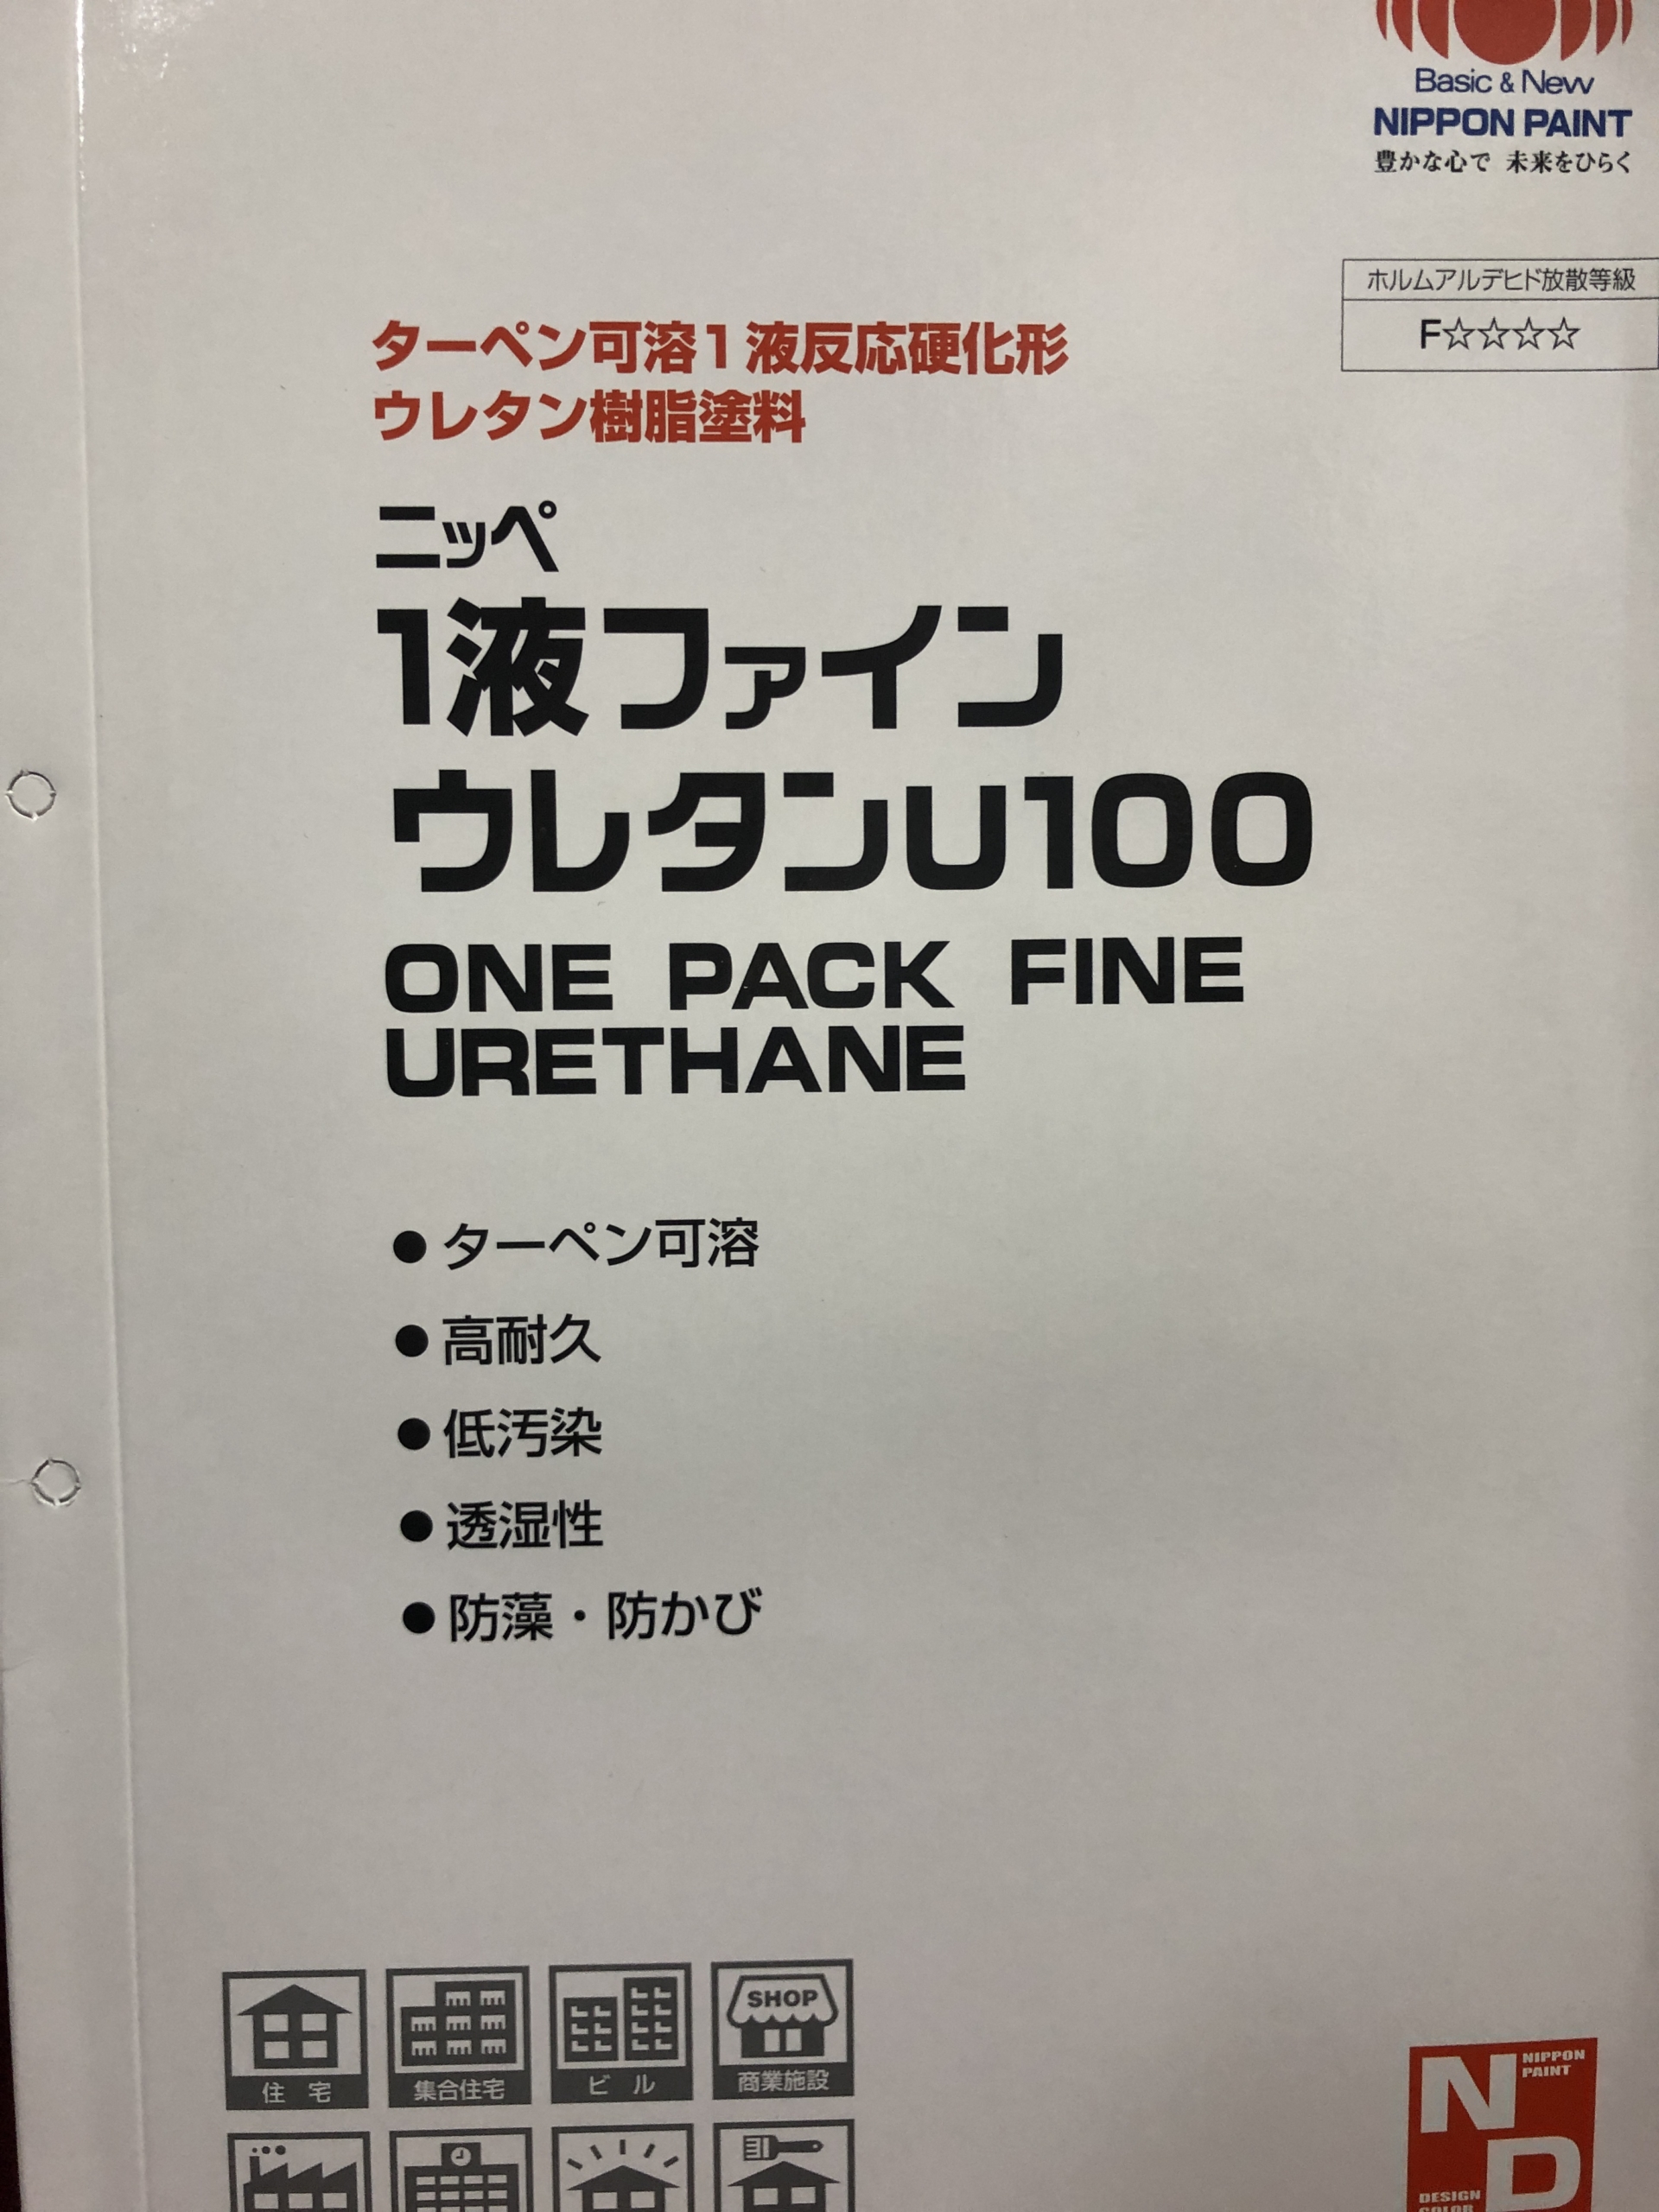 Basic & New
NIPPON PAINT
豊かな心で 未来をひらく
ホルムアルデヒド放散等級
F☆☆☆☆
ターペン可溶1液反応硬化形
ウレタン樹脂塗料
ニッペ
1液ファイン
ウレタンU100
ONE PACK FINE
URETHANE
● ターペン可溶
● 高耐久
● 低汚染
● 透湿性
● 防藻・防かび
住 宅
集合住宅
ビ ル
SHOP
商業施設
NIPPON
PAINT
N
D
DESIGN
COLOR